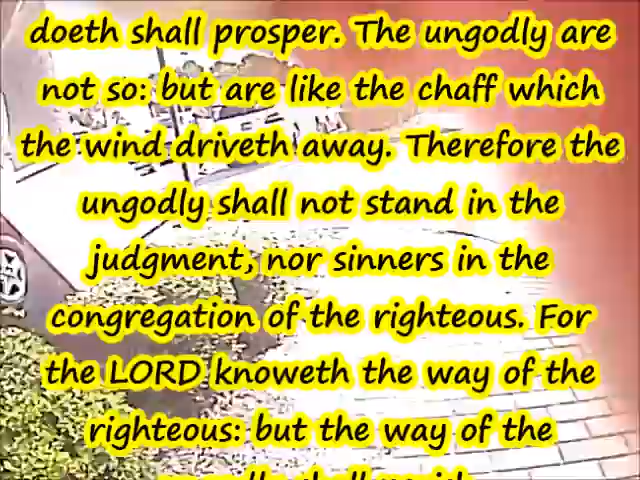 doeth shall prosper. The ungodly are
not so: but are like the chaff which
the wind driveth away. Therefore the
ungodly shall not stand in the
judgment, nor sinners in the
congregation of the righteous. For
the LORD knoweth the way of the
righteous: but the way of the